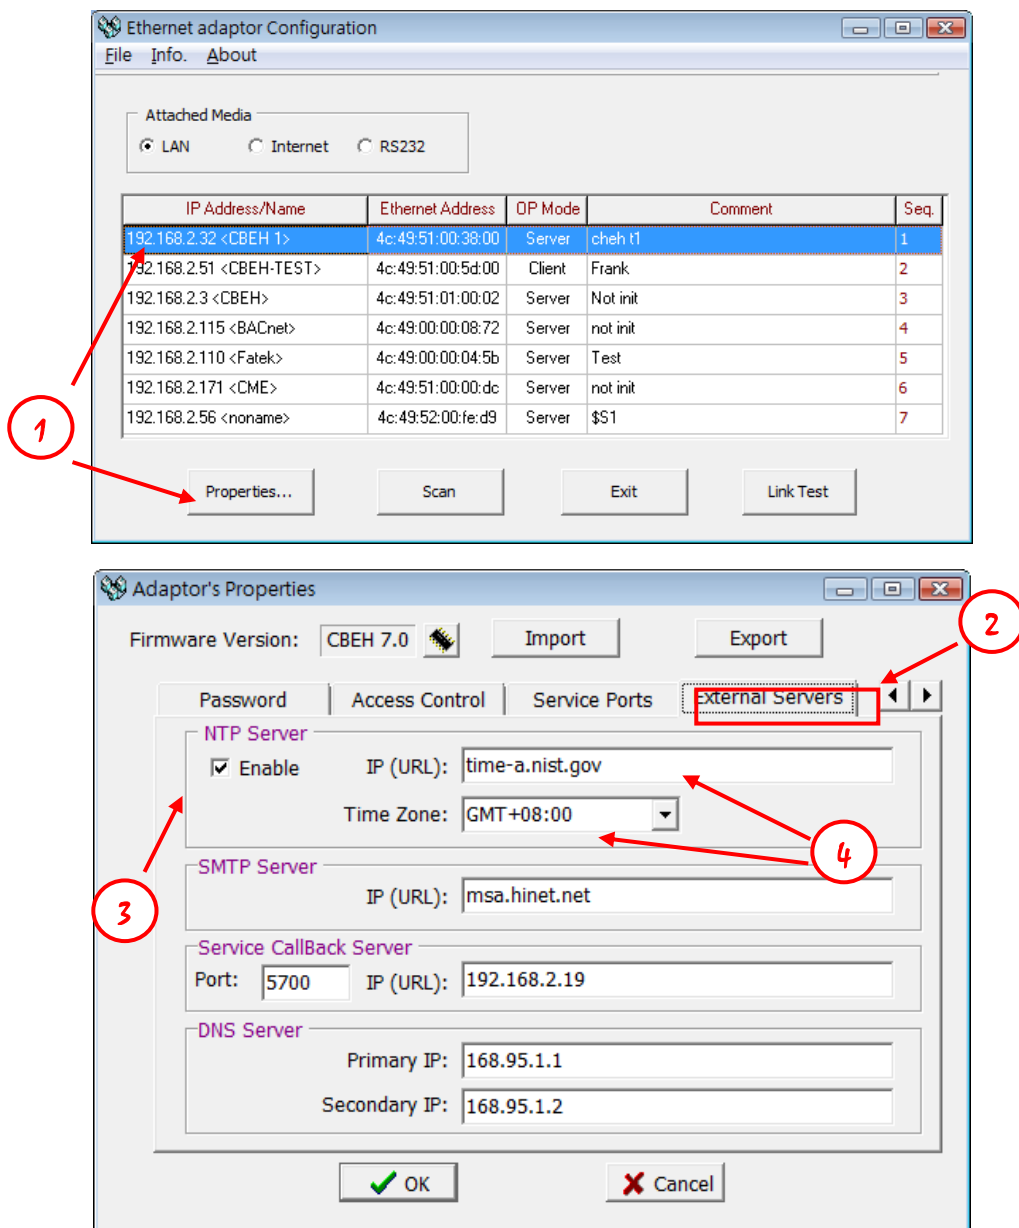 Ethernet adaptor Configuration
File Info. About
Attached Media
LAN Internet RS232
IP Address/Name Ethernet Address OP Mode Comment Seq.
192.168.2.32 <CBEH 1> 4c:49:51:00:38:00 Server cheh t1 1
192.168.2.51 <CBEH-TEST> 4c:49:51:00:5d:00 Client Frank 2
192.168.2.3 <CBEH> 4c:49:51:01:00:02 Server Not init 3
192.168.2.115 <BACnet> 4c:49:00:00:08:72 Server not init 4
192.168.2.110 <Fatek> 4c:49:00:00:04:5b Server Test 5
192.168.2.171 <CME> 4c:49:51:00:00:dc Server not init 6
192.168.2.56 <noname> 4c:49:52:00:fe:d9 Server $S1 7
1
Properties... Scan Exit Link Test
Adaptor's Properties
2
Firmware Version: CBEH 7.0 Import Export
Password Access Control Service Ports External Servers
NTP Server
Enable IP (URL): time-a.nist.gov
Time Zone: GMT+08:00
4
SMTP Server
IP (URL): msa.hinet.net
3
Service CallBack Server
Port: 5700 IP (URL): 192.168.2.19
DNS Server
Primary IP: 168.95.1.1
Secondary IP: 168.95.1.2
OK Cancel